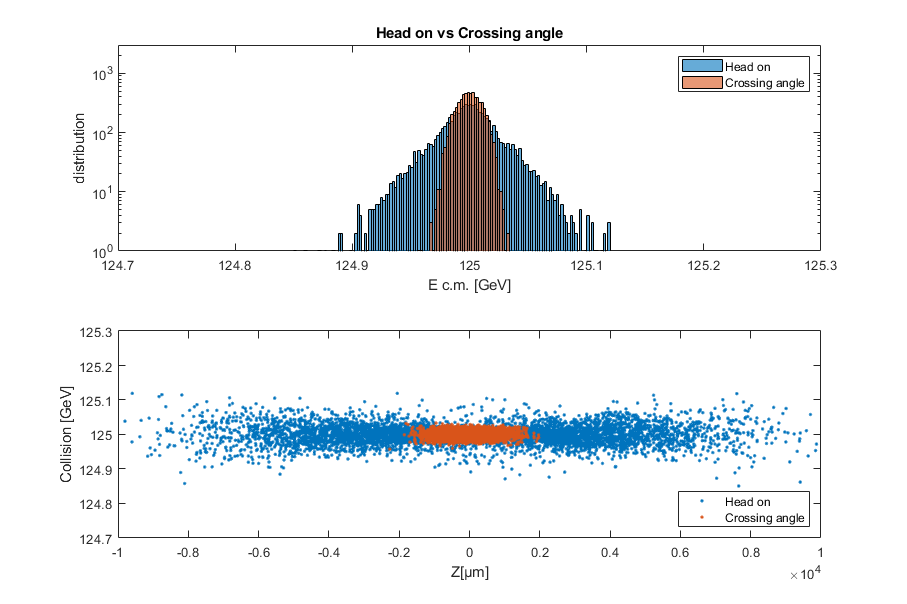 Head on vs Crossing angle
10^3
10^2
10^1
10^0
distribution
Head on
Crossing angle
124.7 124.8 124.9 125 125.1 125.2 125.3
E c.m. [GeV]
125.3
125.2
125.1
125
124.9
124.8
124.7
Collision [GeV]
Head on
Crossing angle
-1 -0.8 -0.6 -0.4 -0.2 0 0.2 0.4 0.6 0.8 1
Z[µm]
×10^4